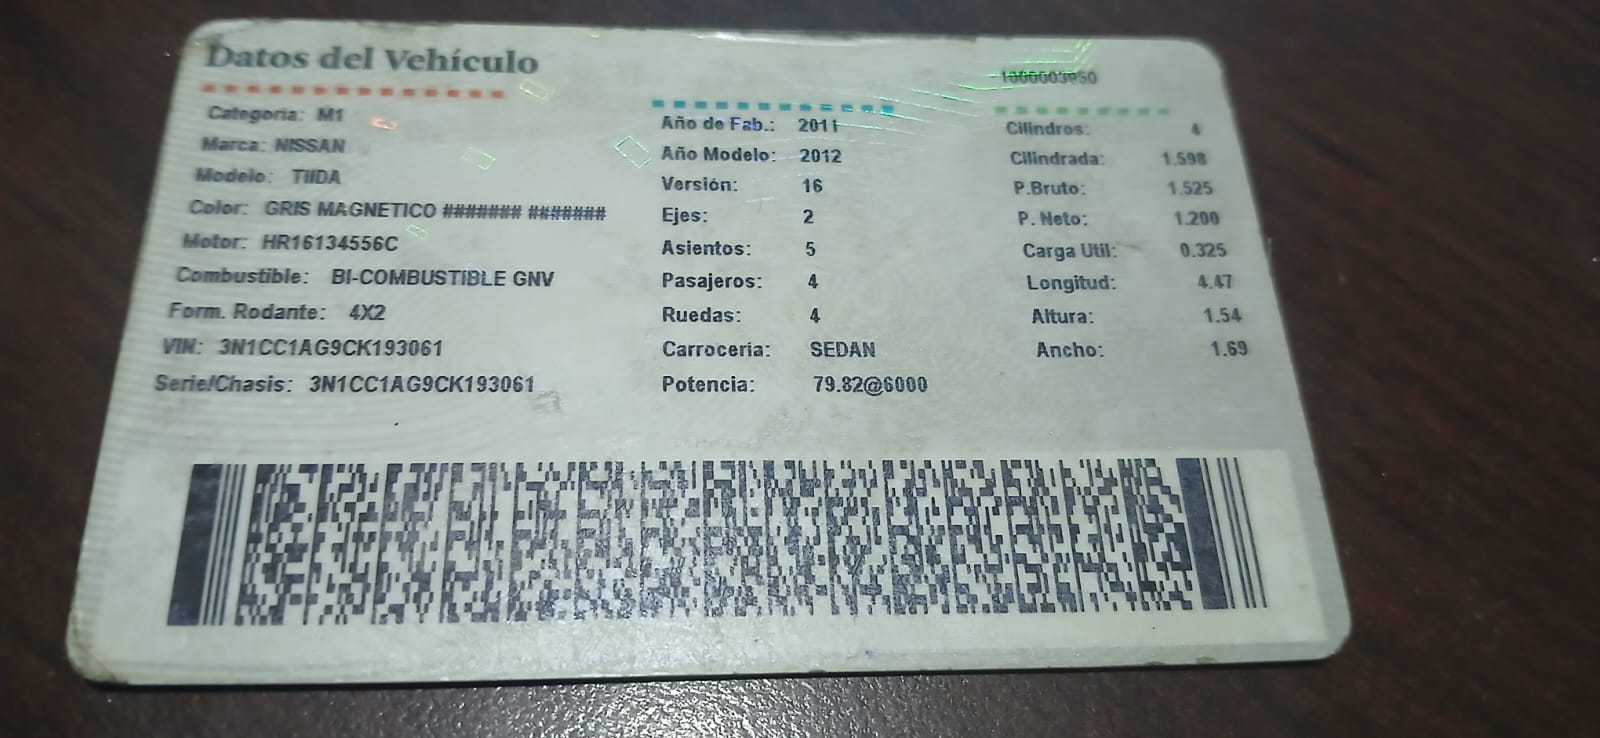 Datos del Vehículo
1000003950
Categoria: M1
Marca: NISSAN
Modelo: TIIDA
Color: GRIS MAGNETICO ####### #######
Motor: HR16134556C
Combustible: BI-COMBUSTIBLE GNV
Form. Rodante: 4X2
VIN: 3N1CC1AG9CK193061
Serie/Chasis: 3N1CC1AG9CK193061
Año de Fab.: 2011
Año Modelo: 2012
Versión: 16
Ejes: 2
Asientos: 5
Pasajeros: 4
Ruedas: 4
Carroceria: SEDAN
Potencia: 79.82@6000
Cilindros: 4
Cilindrada: 1.598
P.Bruto: 1.525
P. Neto: 1.200
Carga Util: 0.325
Longitud: 4.47
Altura: 1.54
Ancho: 1.69